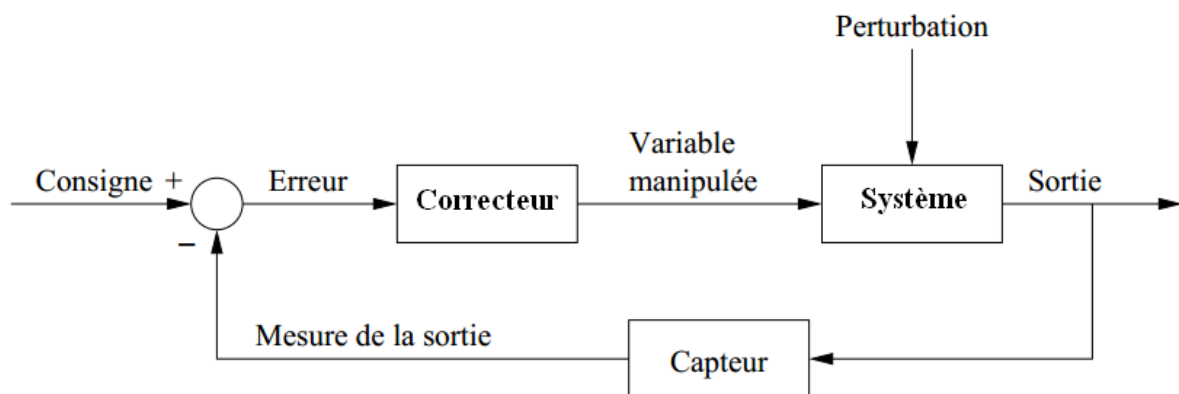 Perturbation
Variable
manipulée
Consigne +
Erreur
Correcteur
Système
Sortie
−
Mesure de la sortie
Capteur